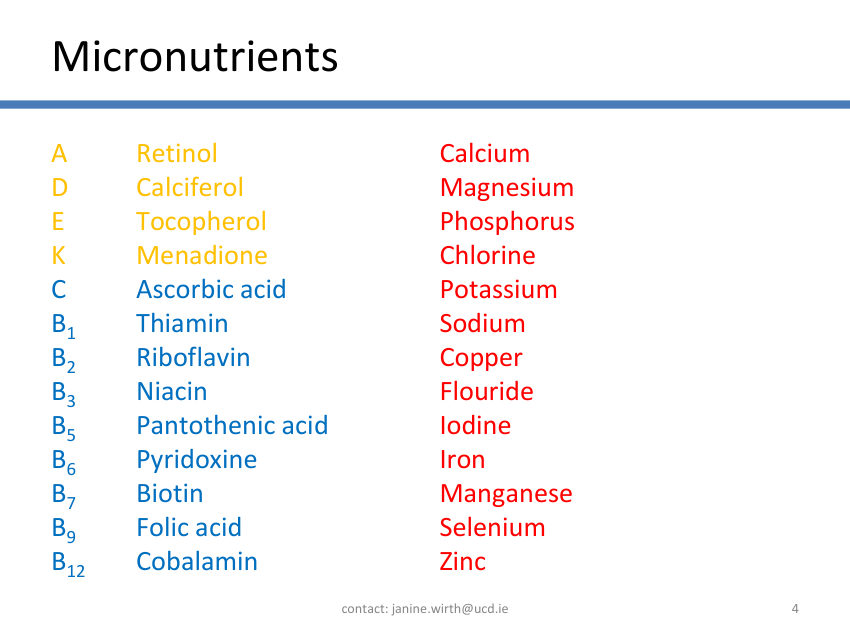 Micronutrients
A Retinol Calcium
D Calciferol Magnesium
E Tocopherol Phosphorus
K Menadione Chlorine
C Ascorbic acid Potassium
B₁ Thiamin Sodium
B₂ Riboflavin Copper
B₃ Niacin Flouride
B₅ Pantothenic acid Iodine
B₆ Pyridoxine Iron
B₇ Biotin Manganese
B₉ Folic acid Selenium
B₁₂ Cobalamin Zinc
contact: janine.wirth@ucd.ie 4